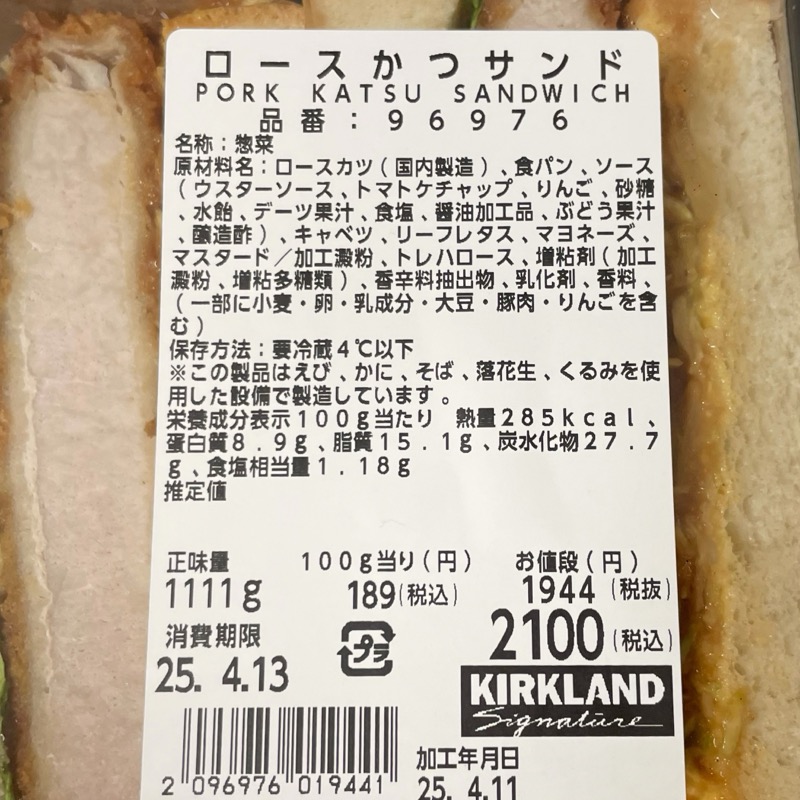 ロースかつサンド
PORK KATSU SANDWICH
品番：96976
名称：惣菜
原材料名：ロースカツ（国内製造）、食パン、ソース
（ウスターソース、トマトケチャップ、りんご、砂糖
、水飴、デーツ果汁、食塩、醤油加工品、ぶどう果汁
、醸造酢）、キャベツ、リーフレタス、マヨネーズ、
マスタード／加工澱粉、トレハロース、増粘剤（加工
澱粉、増粘多糖類）、香辛料抽出物、乳化剤、香料、
（一部に小麦・卵・乳成分・大豆・豚肉・りんごを含
む）
保存方法：要冷蔵4℃以下
※この製品はえび、かに、そば、落花生、くるみを使
用した設備で製造しています。
栄養成分表示100g当たり 熱量285kcal、
蛋白質8.9g、脂質15.1g、炭水化物27.7
g、食塩相当量1.18g
推定値
正味量 100g当り(円) お値段(円)
1111g 189(税込) 1944(税抜)
2100(税込)
消費期限 プラ
25. 4.13
KIRKLAND
Signature
加工年月日
2 096976 019441 25. 4.11